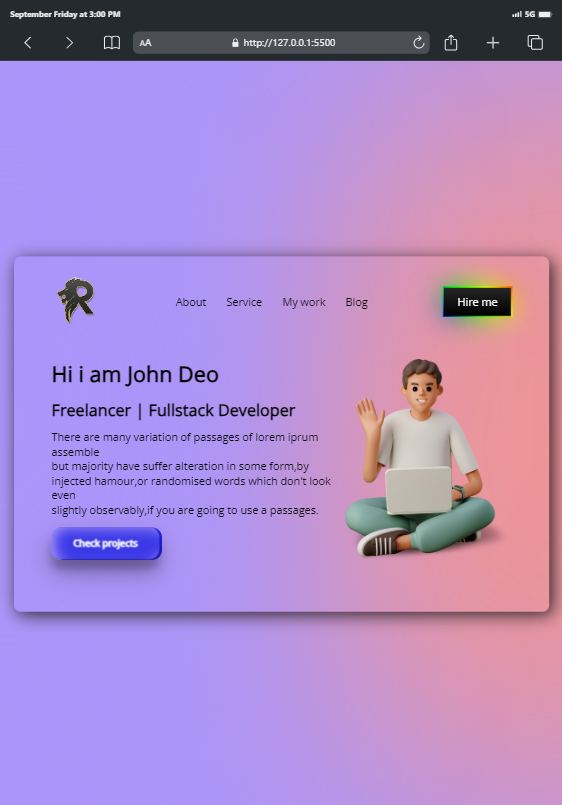 September Friday at 3:00 PM
5G
AA
http://127.0.0.1:5500
R
About Service My work Blog
Hire me
Hi i am John Deo
Freelancer | Fullstack Developer
There are many variation of passages of lorem iprum
assemble
but majority have suffer alteration in some form,by
injected hamour,or randomised words which don't look
even
slightly observably,if you are going to use a passages.
Check projects